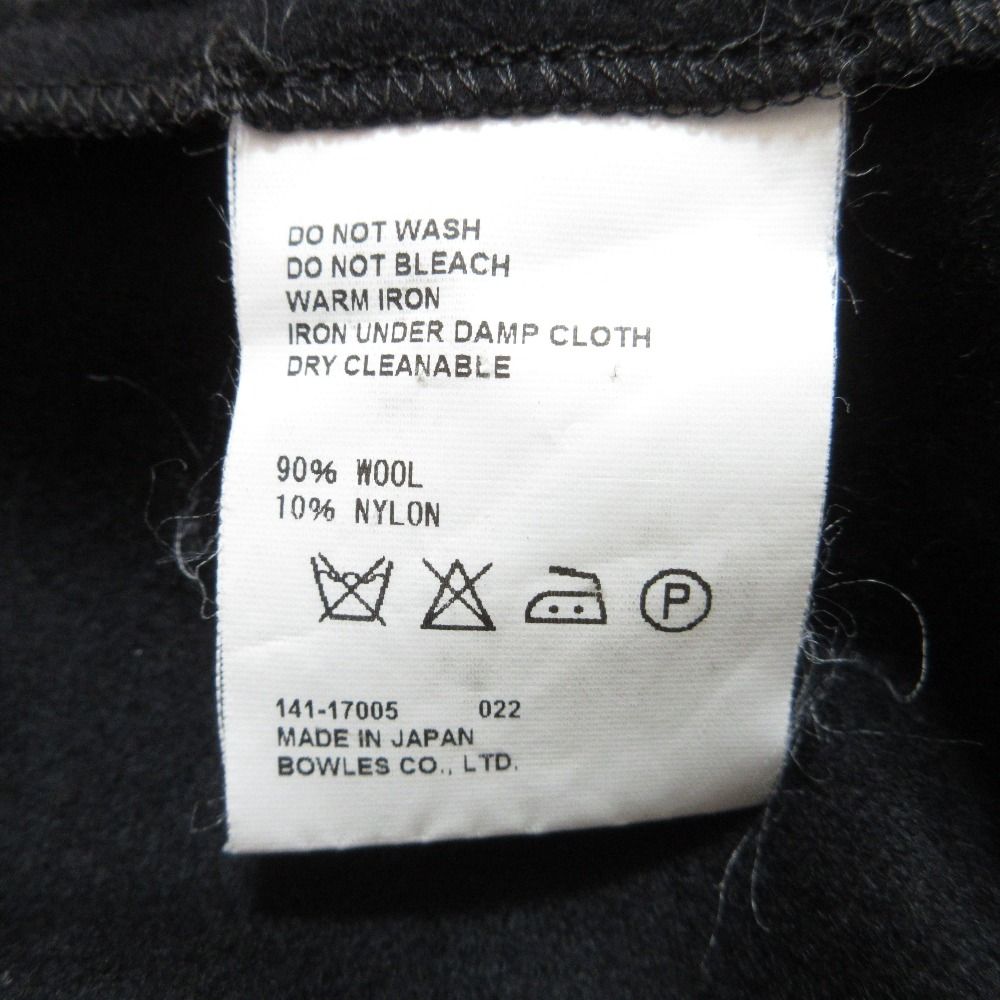 DO NOT WASH
DO NOT BLEACH
WARM IRON
IRON UNDER DAMP CLOTH
DRY CLEANABLE
90% WOOL
10% NYLON
P
141-17005 022
MADE IN JAPAN
BOWLES CO., LTD.